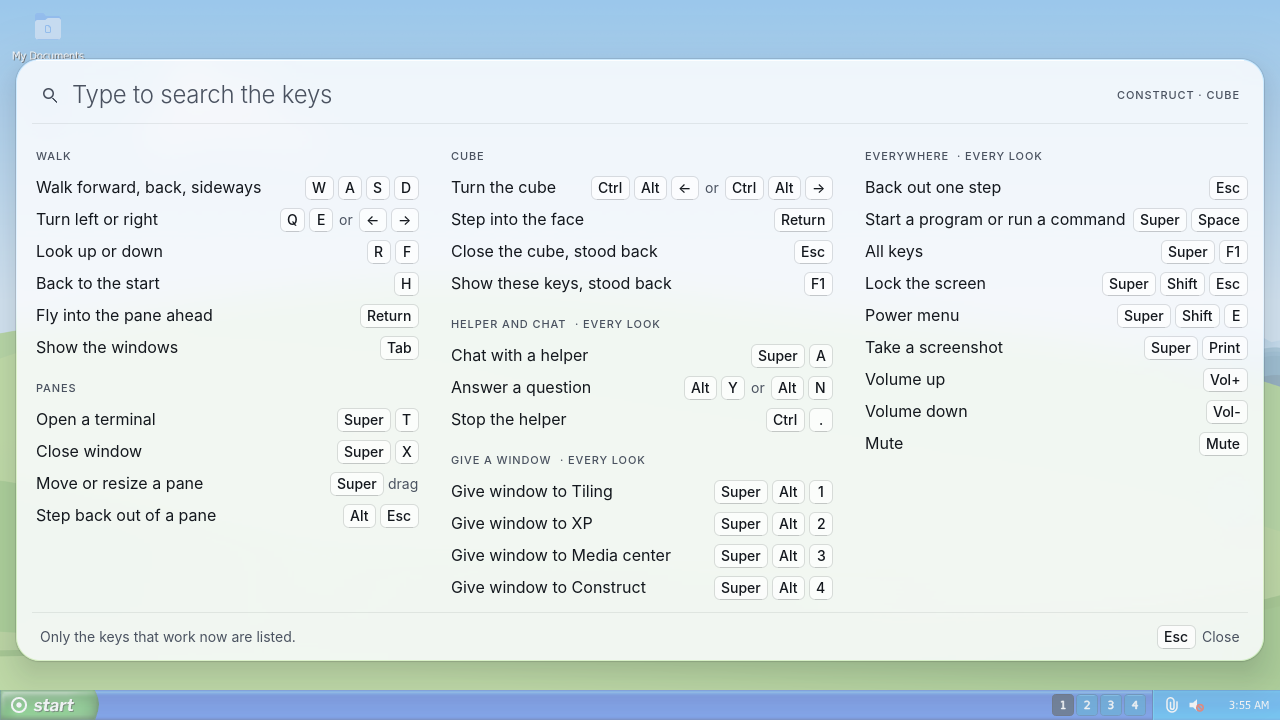 My Documents
Type to search the keys
CONSTRUCT · CUBE
WALK
Walk forward, back, sideways W A S D
Turn left or right Q E or ← →
Look up or down R F
Back to the start H
Fly into the pane ahead Return
Show the windows Tab
PANES
Open a terminal Super T
Close window Super X
Move or resize a pane Super drag
Step back out of a pane Alt Esc
CUBE
Turn the cube Ctrl Alt ← or Ctrl Alt →
Step into the face Return
Close the cube, stood back Esc
Show these keys, stood back F1
HELPER AND CHAT · EVERY LOOK
Chat with a helper Super A
Answer a question Alt Y or Alt N
Stop the helper Ctrl .
GIVE A WINDOW · EVERY LOOK
Give window to Tiling Super Alt 1
Give window to XP Super Alt 2
Give window to Media center Super Alt 3
Give window to Construct Super Alt 4
EVERYWHERE · EVERY LOOK
Back out one step Esc
Start a program or run a command Super Space
All keys Super F1
Lock the screen Super Shift Esc
Power menu Super Shift E
Take a screenshot Super Print
Volume up Vol+
Volume down Vol-
Mute Mute
Only the keys that work now are listed.
Esc Close
start
1 2 3 4
3:55 AM